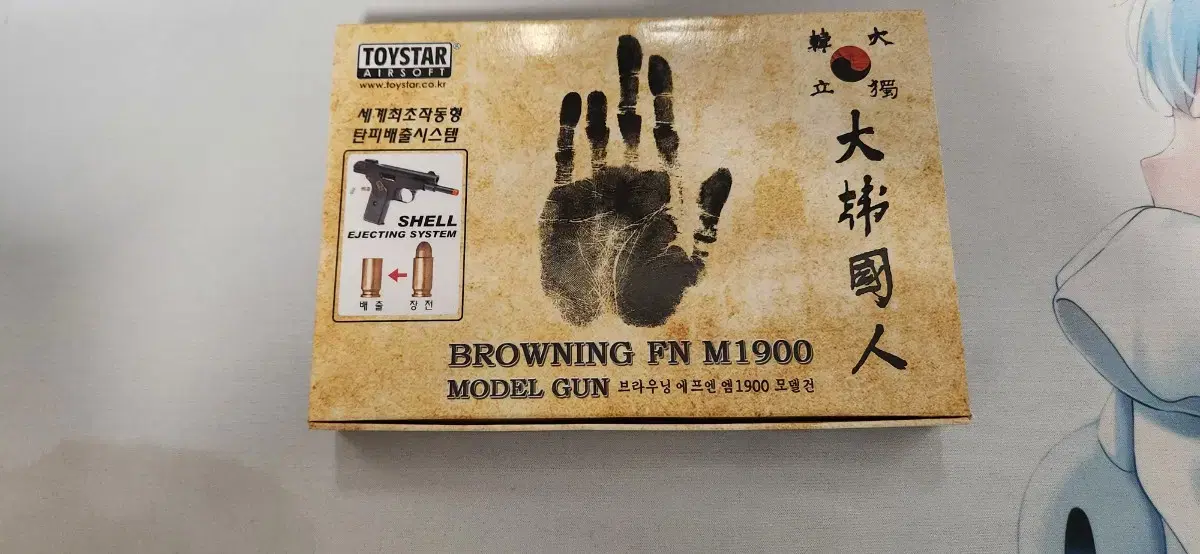 TOYSTAR®
AIRSOFT
www.toystar.co.kr
세계최초작동형
탄피배출시스템
SHELL
EJECTING SYSTEM
배출 장전
韓 大
立 獨
大韓國人
BROWNING FN M1900
MODEL GUN 브라우닝 에프엔 엠1900 모델건